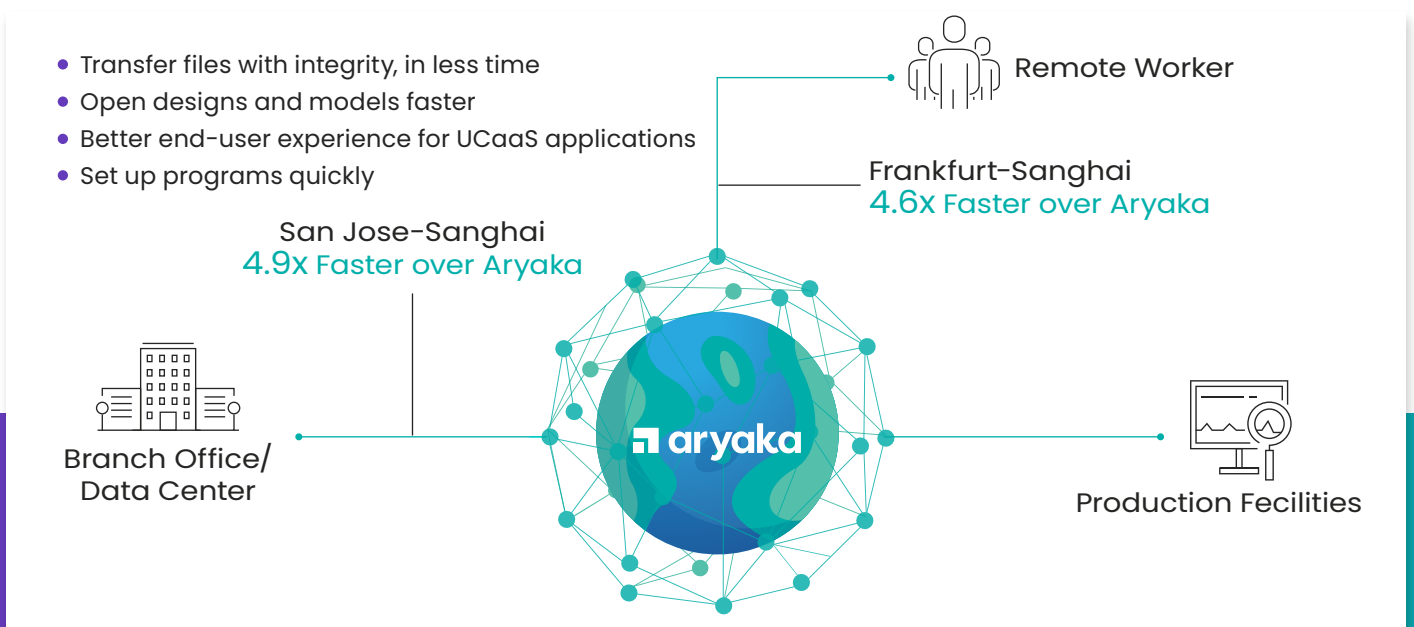 Transfer files with integrity, in less time
Open designs and models faster
Better end-user experience for UCaaS applications
Set up programs quickly
Remote Worker
Frankfurt-Sanghai
4.6x Faster over Aryaka
San Jose-Sanghai
4.9x Faster over Aryaka
aryaka
Branch Office/
Data Center
Production Fecilities